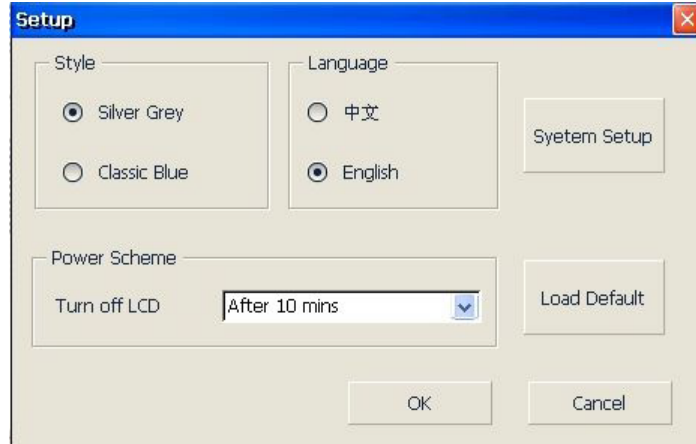 Setup
Style
Silver Grey
Classic Blue
Language
中文
English
Syetem Setup
Power Scheme
Turn off LCD
After 10 mins
Load Default
OK
Cancel